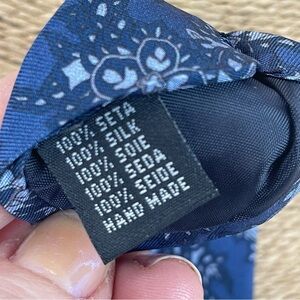 100% SETA
100% SILK
100% SOIE
100% SEDA
100% SEIDE
HAND MADE